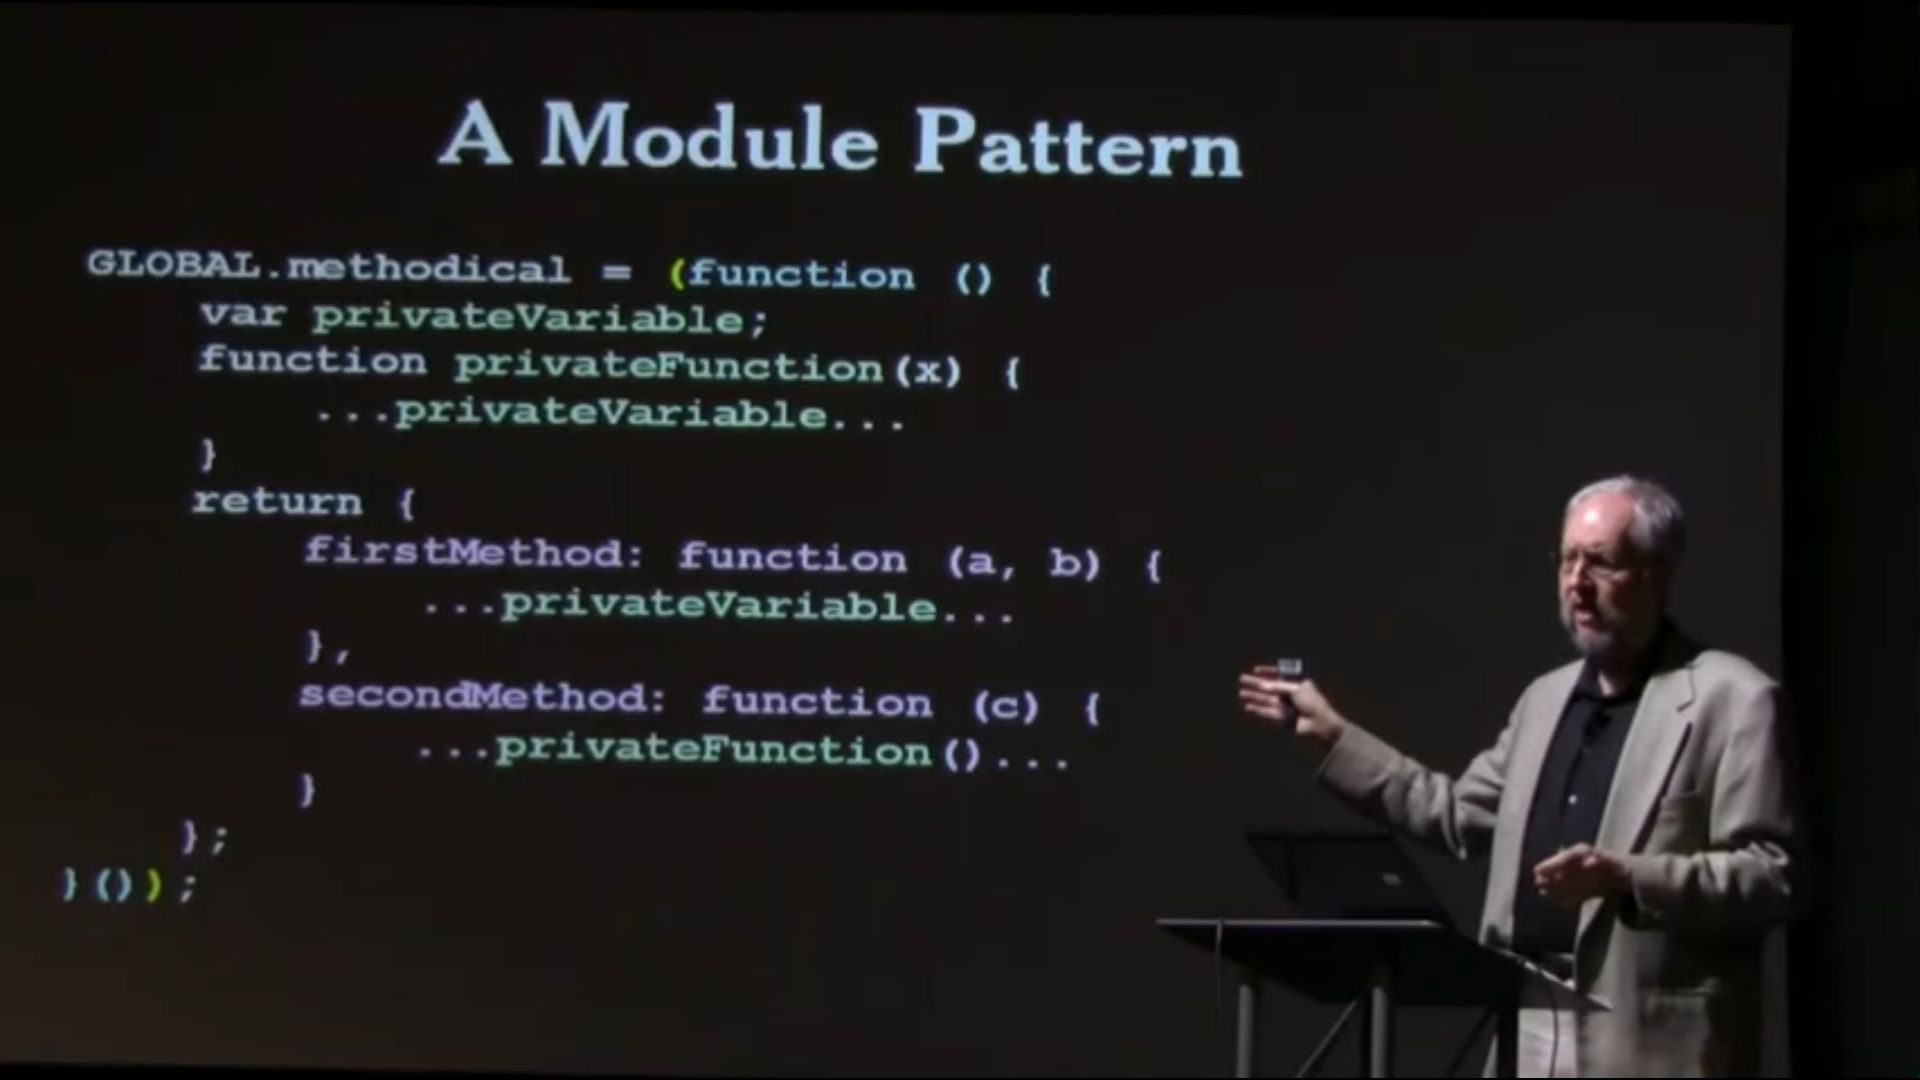 A Module Pattern
GLOBAL.methodical = (function () {
var privateVariable;
function privateFunction(x) {
...privateVariable...
}
return {
firstMethod: function (a, b) {
...privateVariable...
},
secondMethod: function (c) {
...privateFunction()...
}
};
}());